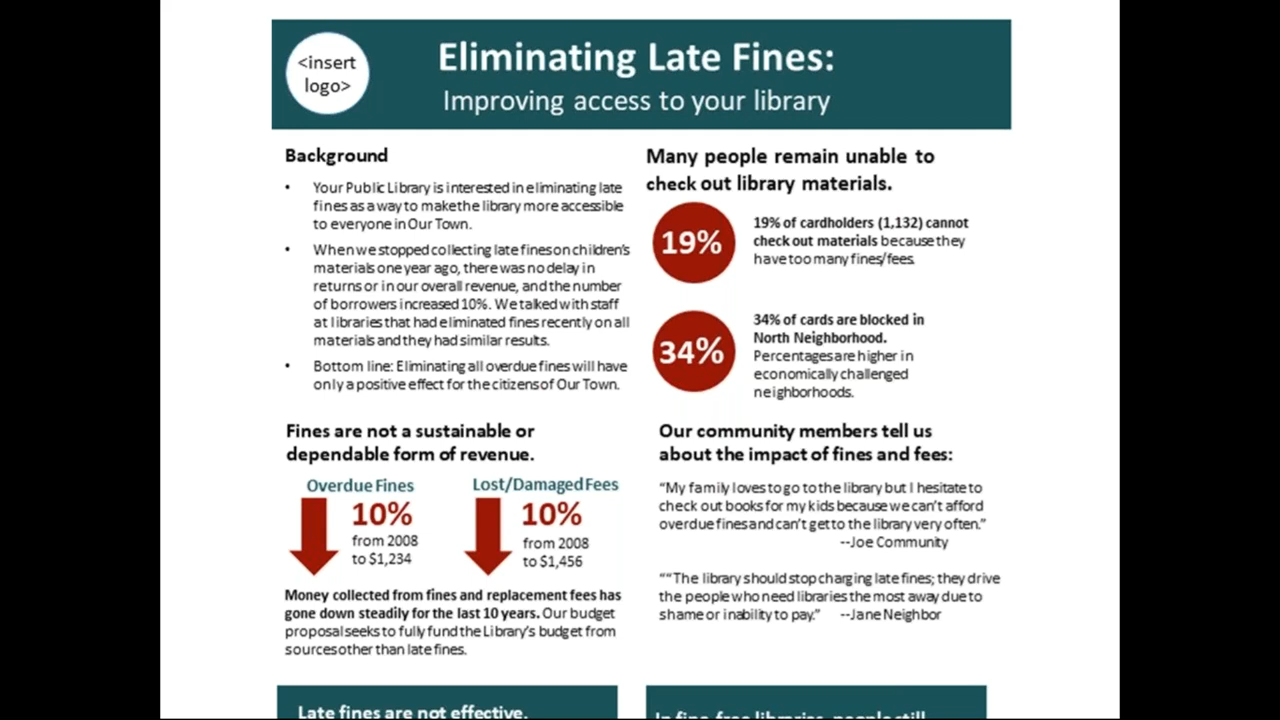 <insert
logo>
Eliminating Late Fines:
Improving access to your library
Background
• Your Public Library is interested in eliminating late
fines as a way to make the library more accessible
to everyone in Our Town.
• When we stopped collecting late fines on children's
materials one year ago, there was no delay in
returns or in our overall revenue, and the number
of borrowers increased 10%. We talked with staff
at libraries that had eliminated fines recently on all
materials and they had similar results.
• Bottom line: Eliminating all overdue fines will have
only a positive effect for the citizens of Our Town.
Many people remain unable to
check out library materials.
19%
19% of cardholders (1,132) cannot
check out materials because they
have too many fines/fees.
34%
34% of cards are blocked in
North Neighborhood.
Percentages are higher in
economically challenged
neighborhoods.
Fines are not a sustainable or
dependable form of revenue.
Overdue Fines
10%
from 2008
to $1,234
Lost/Damaged Fees
10%
from 2008
to $1,456
Money collected from fines and replacement fees has
gone down steadily for the last 10 years. Our budget
proposal seeks to fully fund the Library's budget from
sources other than late fines.
Our community members tell us
about the impact of fines and fees:
“My family loves to go to the library but I hesitate to
check out books for my kids because we can't afford
overdue fines and can't get to the library very often.”
--Joe Community
““The library should stop charging late fines; they drive
the people who need libraries the most away due to
shame or inability to pay.” --Jane Neighbor
Late fines are not effective.
In fine-free libraries, people still